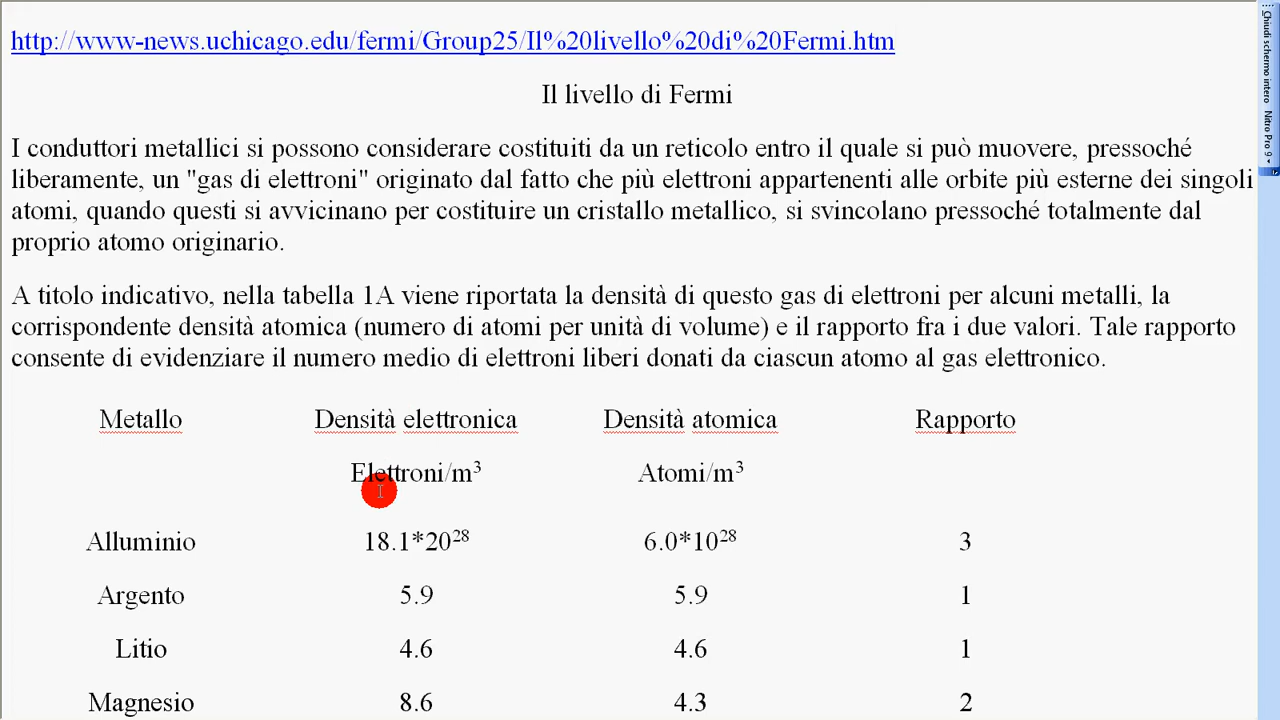 http://www-news.uchicago.edu/fermi/Group25/Il%20livello%20di%20Fermi.htm
Il livello di Fermi
I conduttori metallici si possono considerare costituiti da un reticolo entro il quale si può muovere, pressoché
liberamente, un "gas di elettroni" originato dal fatto che più elettroni appartenenti alle orbite più esterne dei singoli
atomi, quando questi si avvicinano per costituire un cristallo metallico, si svincolano pressoché totalmente dal
proprio atomo originario.
A titolo indicativo, nella tabella 1A viene riportata la densità di questo gas di elettroni per alcuni metalli, la
corrispondente densità atomica (numero di atomi per unità di volume) e il rapporto fra i due valori. Tale rapporto
consente di evidenziare il numero medio di elettroni liberi donati da ciascun atomo al gas elettronico.
Metallo Densità elettronica Densità atomica Rapporto
Elettroni/m³ Atomi/m³
Alluminio 18.1*20²⁸ 6.0*10²⁸ 3
Argento 5.9 5.9 1
Litio 4.6 4.6 1
Magnesio 8.6 4.3 2
Chiudi schermo intero Nitro Pro 9